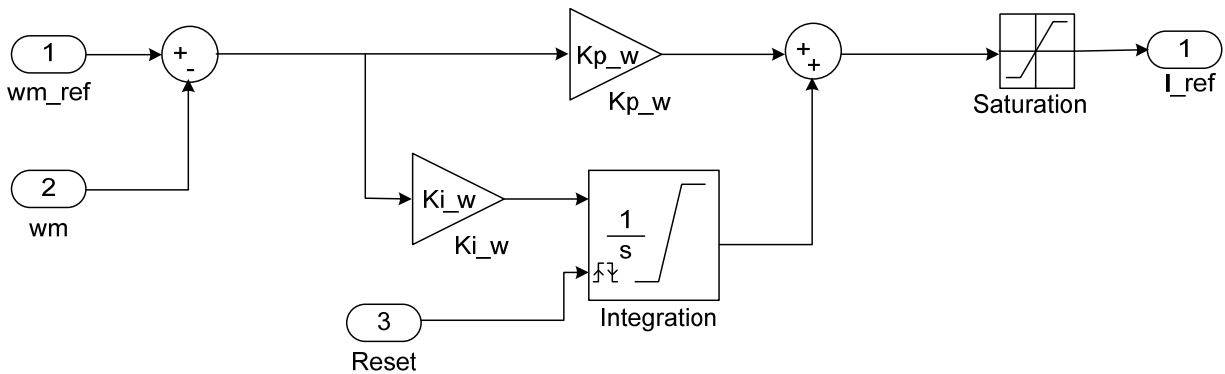 1
wm_ref
+
-
Kp_w
Kp_w
+
+
Saturation
1
I_ref
2
wm
Ki_w
Ki_w
1
s
Integration
3
Reset